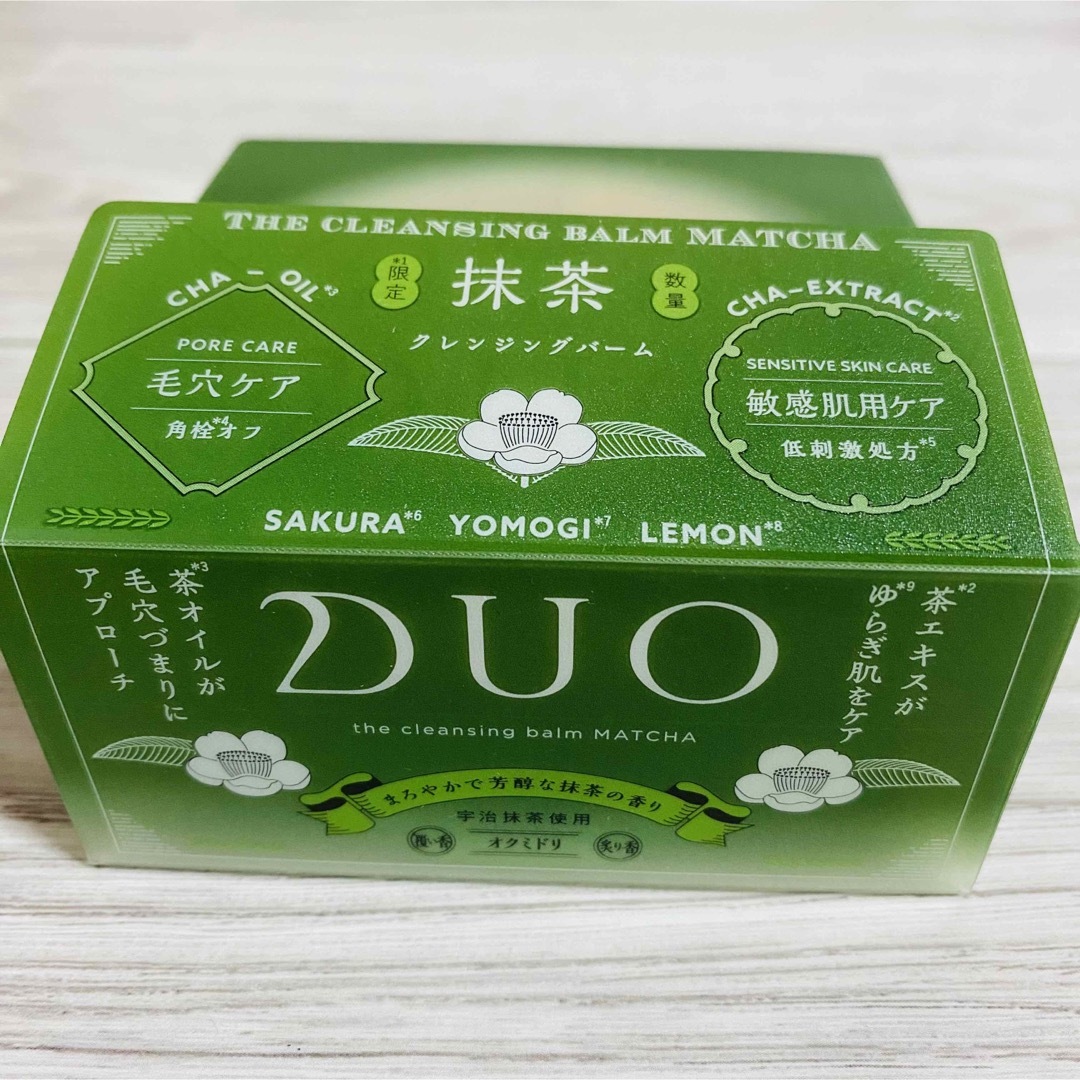 THE CLEANSING BALM MATCHA
*1限定
抹茶
数量
クレンジングバーム
CHA-OIL*3
PORE CARE
毛穴ケア
角栓オフ*4
CHA-EXTRACT*2
SENSITIVE SKIN CARE
敏感肌用ケア
低刺激処方*5
SAKURA*6 YOMOGI*7 LEMON*8
茶オイルが*3
毛穴づまりに
アプローチ
DUO
the cleansing balm MATCHA
茶エキスが*2
ゆらぎ肌をケア*9
まろやかで芳醇な抹茶の香り
宇治抹茶使用
覆い香 オクミドリ 炙り香